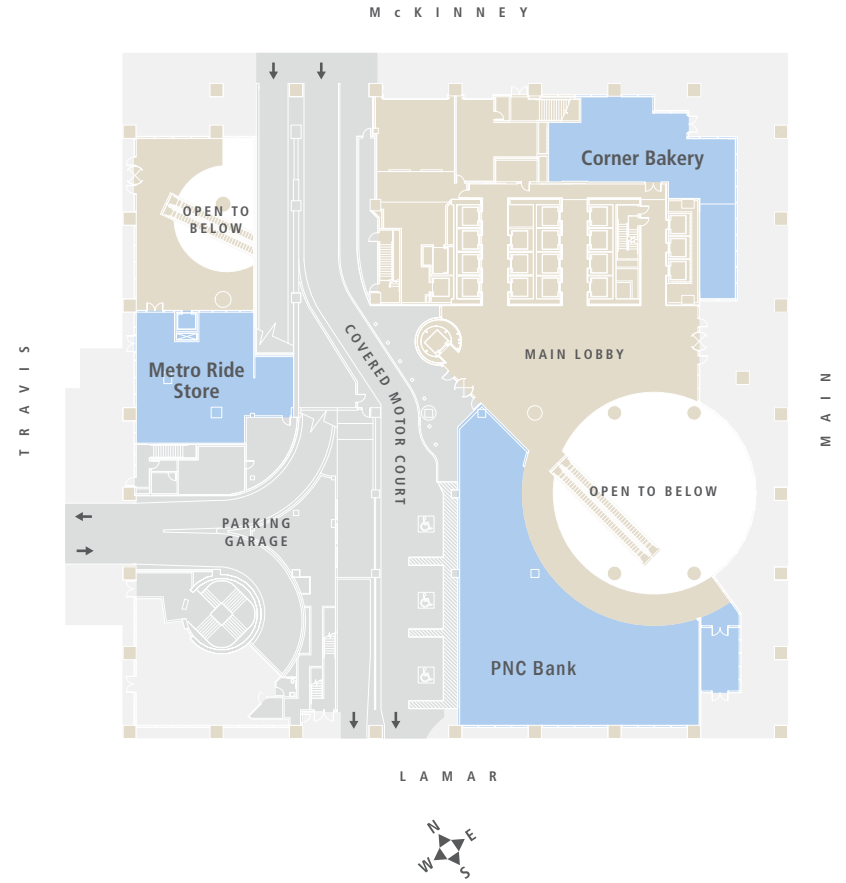 McKINNEY
Corner Bakery
OPEN TO
BELOW
COVERED MOTOR COURT
MAIN LOBBY
Metro Ride
Store
TRAVIS
MAIN
OPEN TO BELOW
PARKING
GARAGE
PNC Bank
LAMAR
N
E
W
S